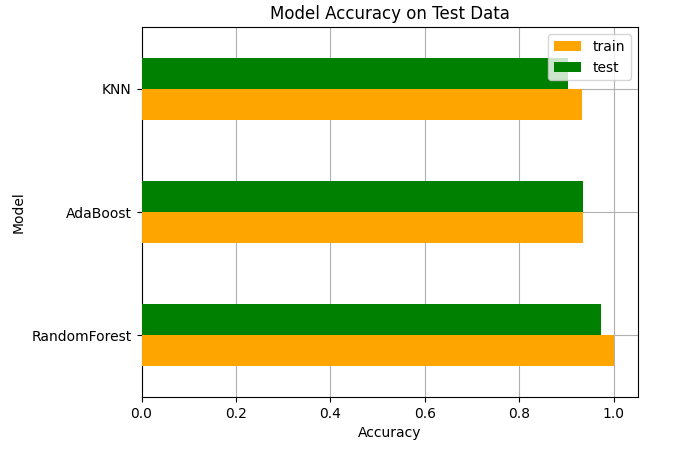 Model Accuracy on Test Data
train
test
KNN
AdaBoost
RandomForest
Model
0.0 0.2 0.4 0.6 0.8 1.0
Accuracy